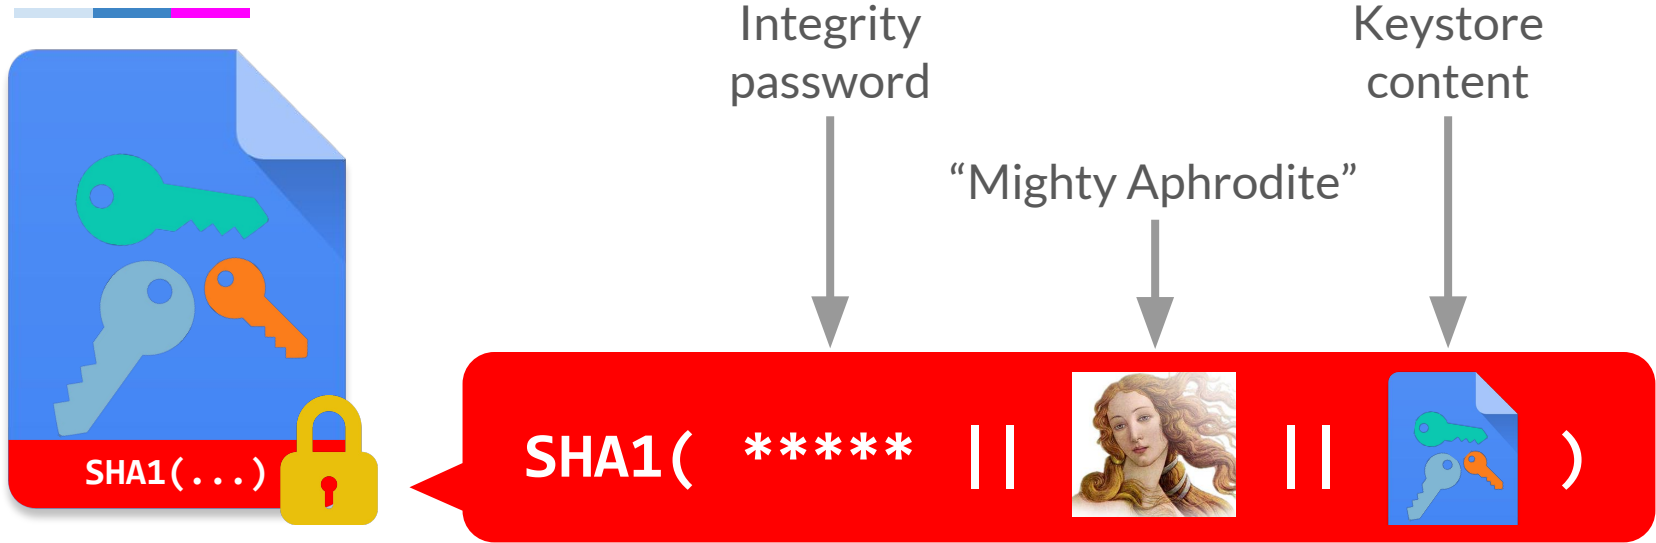 Integrity
password
Keystore
content
“Mighty Aphrodite”
SHA1( ***** || || )
SHA1(...)